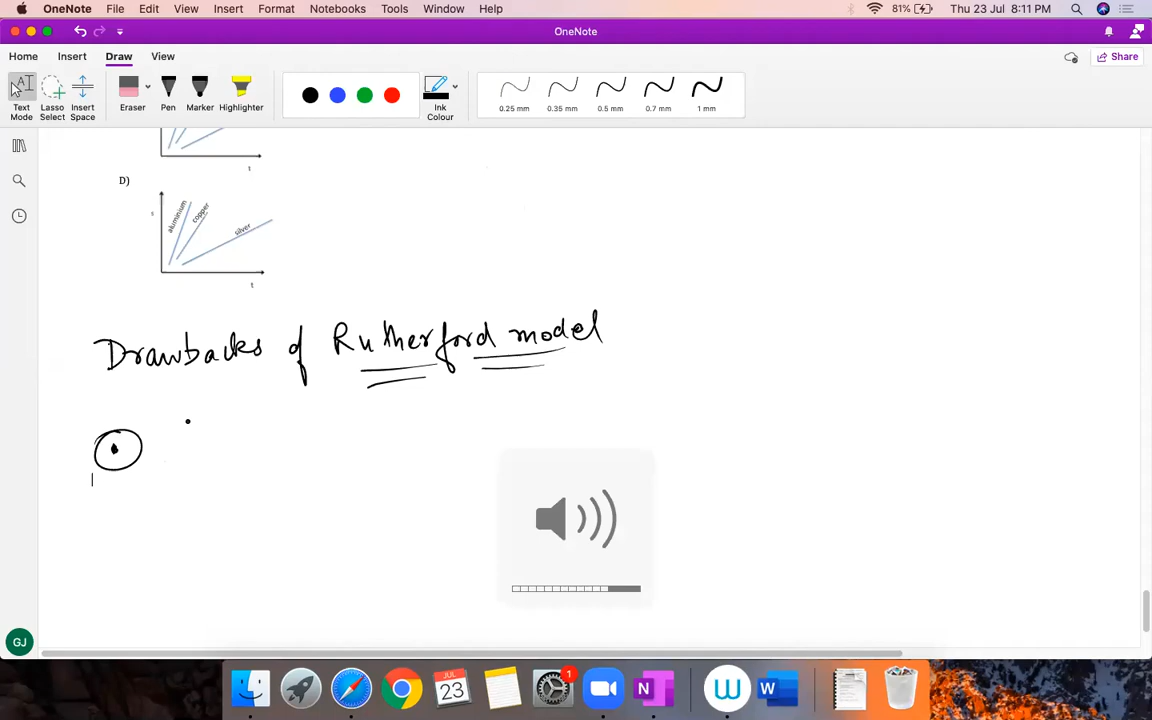 OneNote File Edit View Insert Format Notebooks Tools Window Help 81% Thu 23 Jul 8:11 PM
OneNote
Home Insert Draw View Share
Text Mode
Lasso Select
Insert Space
Eraser
Pen
Marker
Highlighter
Ink Colour
0.25 mm
0.35 mm
0.5 mm
0.7 mm
1 mm
t
D)
s
aluminium
copper
silver
t
Drawbacks of Rutherford model
GJ
JUL
23
1
W